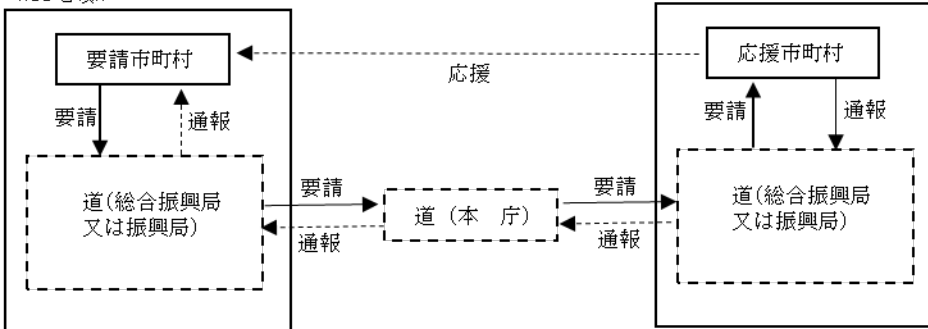 要請市町村
応援市町村
応援
要請
通報
要請
通報
道(総合振興局
又は振興局)
要請
道（本　庁）
要請
道(総合振興局
又は振興局)
通報
通報